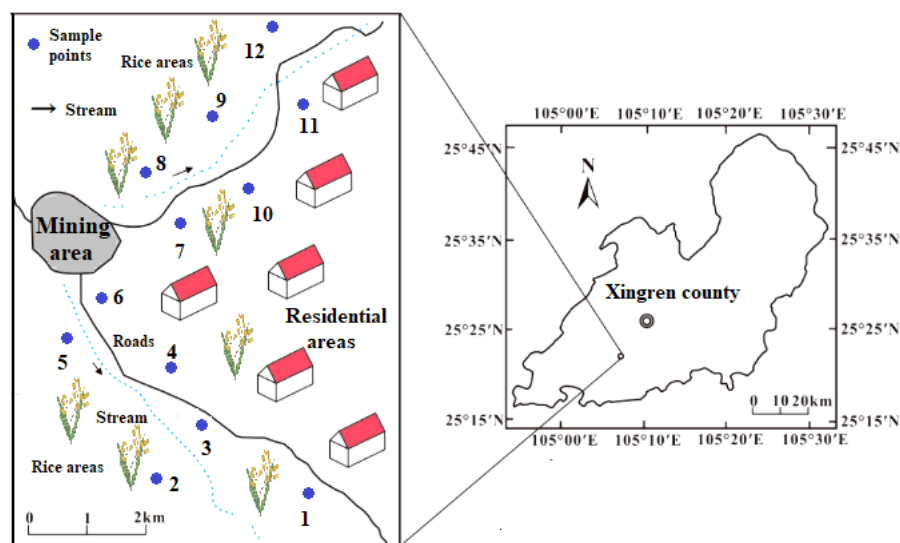 Sample
points
Stream
Rice areas
12
9
11
8
10
Mining
area
7
6
Residential
areas
Roads
5
4
Stream
3
Rice areas
2
1
0 1 2km
105°00′E 105°10′E 105°20′E 105°30′E
25°45′N 25°45′N
N
25°35′N 25°35′N
Xingren county
25°25′N 25°25′N
0 10 20km
25°15′N 25°15′N
105°00′E 105°10′E 105°20′E 105°30′E